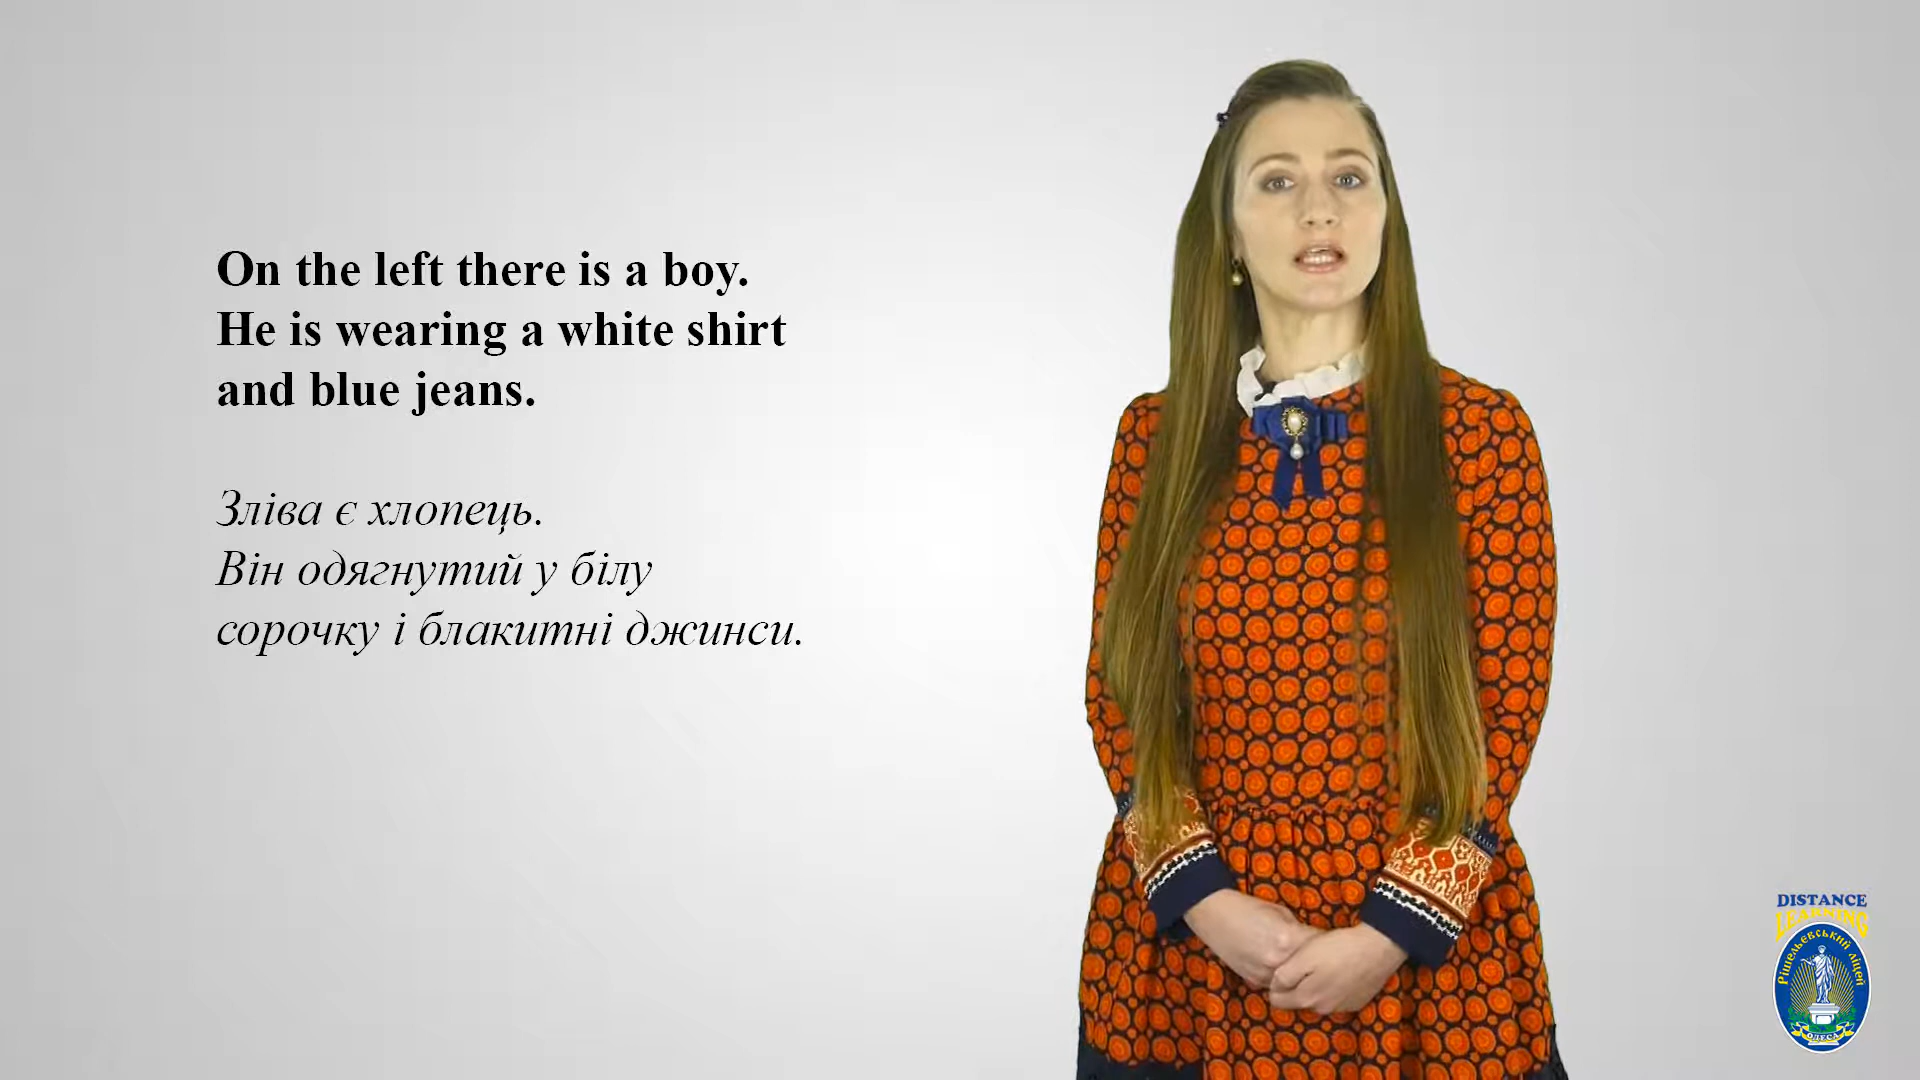 On the left there is a boy.
He is wearing a white shirt
and blue jeans.
Зліва є хлопець.
Він одягнутий у білу
сорочку і блакитні джинси.
DISTANCE
LEARNING
Рішельєвський ліцей
ОДЕСА